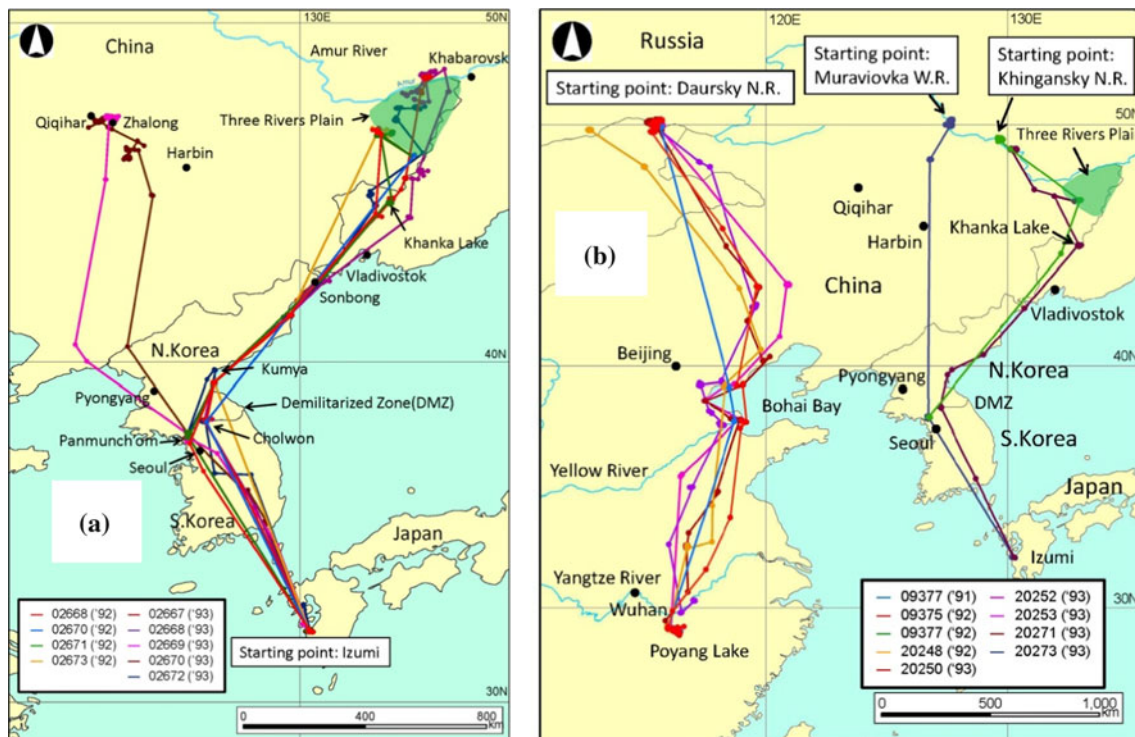 130E
50N
China
Amur River
Khabarovsk
Qiqihar
Zhalong
Three Rivers Plain
Harbin
Khanka Lake
Vladivostok
Sonbong
N.Korea
40N
Kumya
Pyongyang
Demilitarized Zone(DMZ)
Panmunch'om
Cholwon
Seoul
(a)
S.Korea
Japan
02668 ('92)
02667 ('93)
02670 ('92)
02668 ('93)
02671 ('92)
02669 ('93)
02673 ('92)
02670 ('93)
02672 ('93)
Starting point: Izumi
30N
0
400
800
km
120E
130E
Russia
Starting point:
Muraviovka W.R.
Starting point:
Khingansky N.R.
Starting point: Daursky N.R.
50N
Three Rivers Plain
Qiqihar
Khanka Lake
Harbin
(b)
China
Vladivostok
Beijing
40N
N.Korea
Pyongyang
DMZ
Bohai Bay
Seoul
S.Korea
Yellow River
Japan
Izumi
Yangtze River
Wuhan
30N
Poyang Lake
09377 ('91)
20252 ('93)
09375 ('92)
20253 ('93)
09377 ('92)
20271 ('93)
20248 ('92)
20273 ('93)
20250 ('93)
0
500
1,000
km